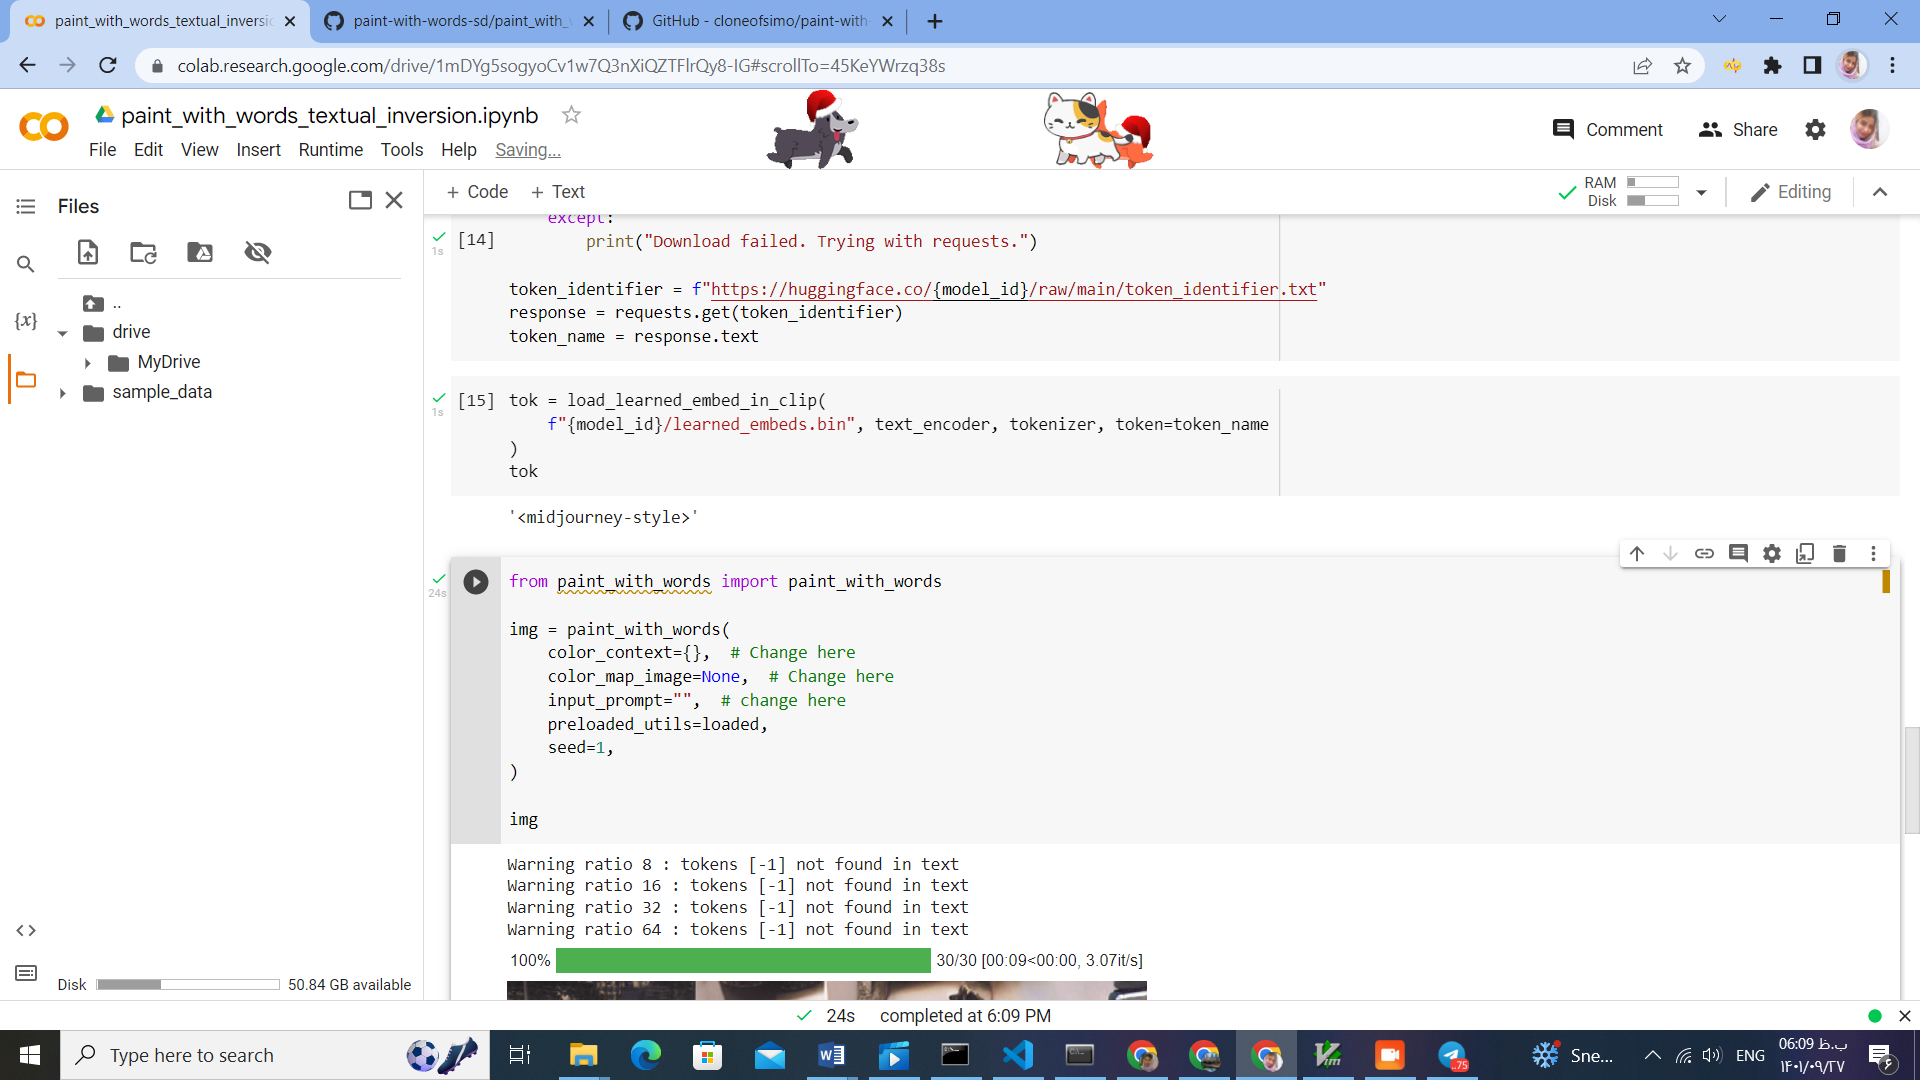 paint_with_words_textual_inversi
paint-with-words-sd/paint_with_
GitHub - cloneofsimo/paint-with-
colab.research.google.com/drive/1mDYg5sogyoCv1w7Q3nXiQZTFlrQy8-IG#scrollTo=45KeYWrzq38s
paint_with_words_textual_inversion.ipynb
Comment
Share
File Edit View Insert Runtime Tools Help Saving...
Files
+ Code + Text
RAM
Disk
Editing
..
drive
MyDrive
sample_data
Disk
50.84 GB available
except:
[14]
1s
print("Download failed. Trying with requests.")
token_identifier = f"https://huggingface.co/{model_id}/raw/main/token_identifier.txt"
response = requests.get(token_identifier)
token_name = response.text
[15]
1s
tok = load_learned_embed_in_clip(
f"{model_id}/learned_embeds.bin", text_encoder, tokenizer, token=token_name
)
tok
'<midjourney-style>'
24s
from paint_with_words import paint_with_words
img = paint_with_words(
color_context={},  # Change here
color_map_image=None,  # Change here
input_prompt="",  # change here
preloaded_utils=loaded,
seed=1,
)
img
Warning ratio 8 : tokens [-1] not found in text
Warning ratio 16 : tokens [-1] not found in text
Warning ratio 32 : tokens [-1] not found in text
Warning ratio 64 : tokens [-1] not found in text
100%
30/30 [00:09<00:00, 3.07it/s]
24s completed at 6:09 PM
Type here to search
..75
Sne...
ENG
06:09 ب.ظ
۱۴۰۱/۰۹/۲۷
۶